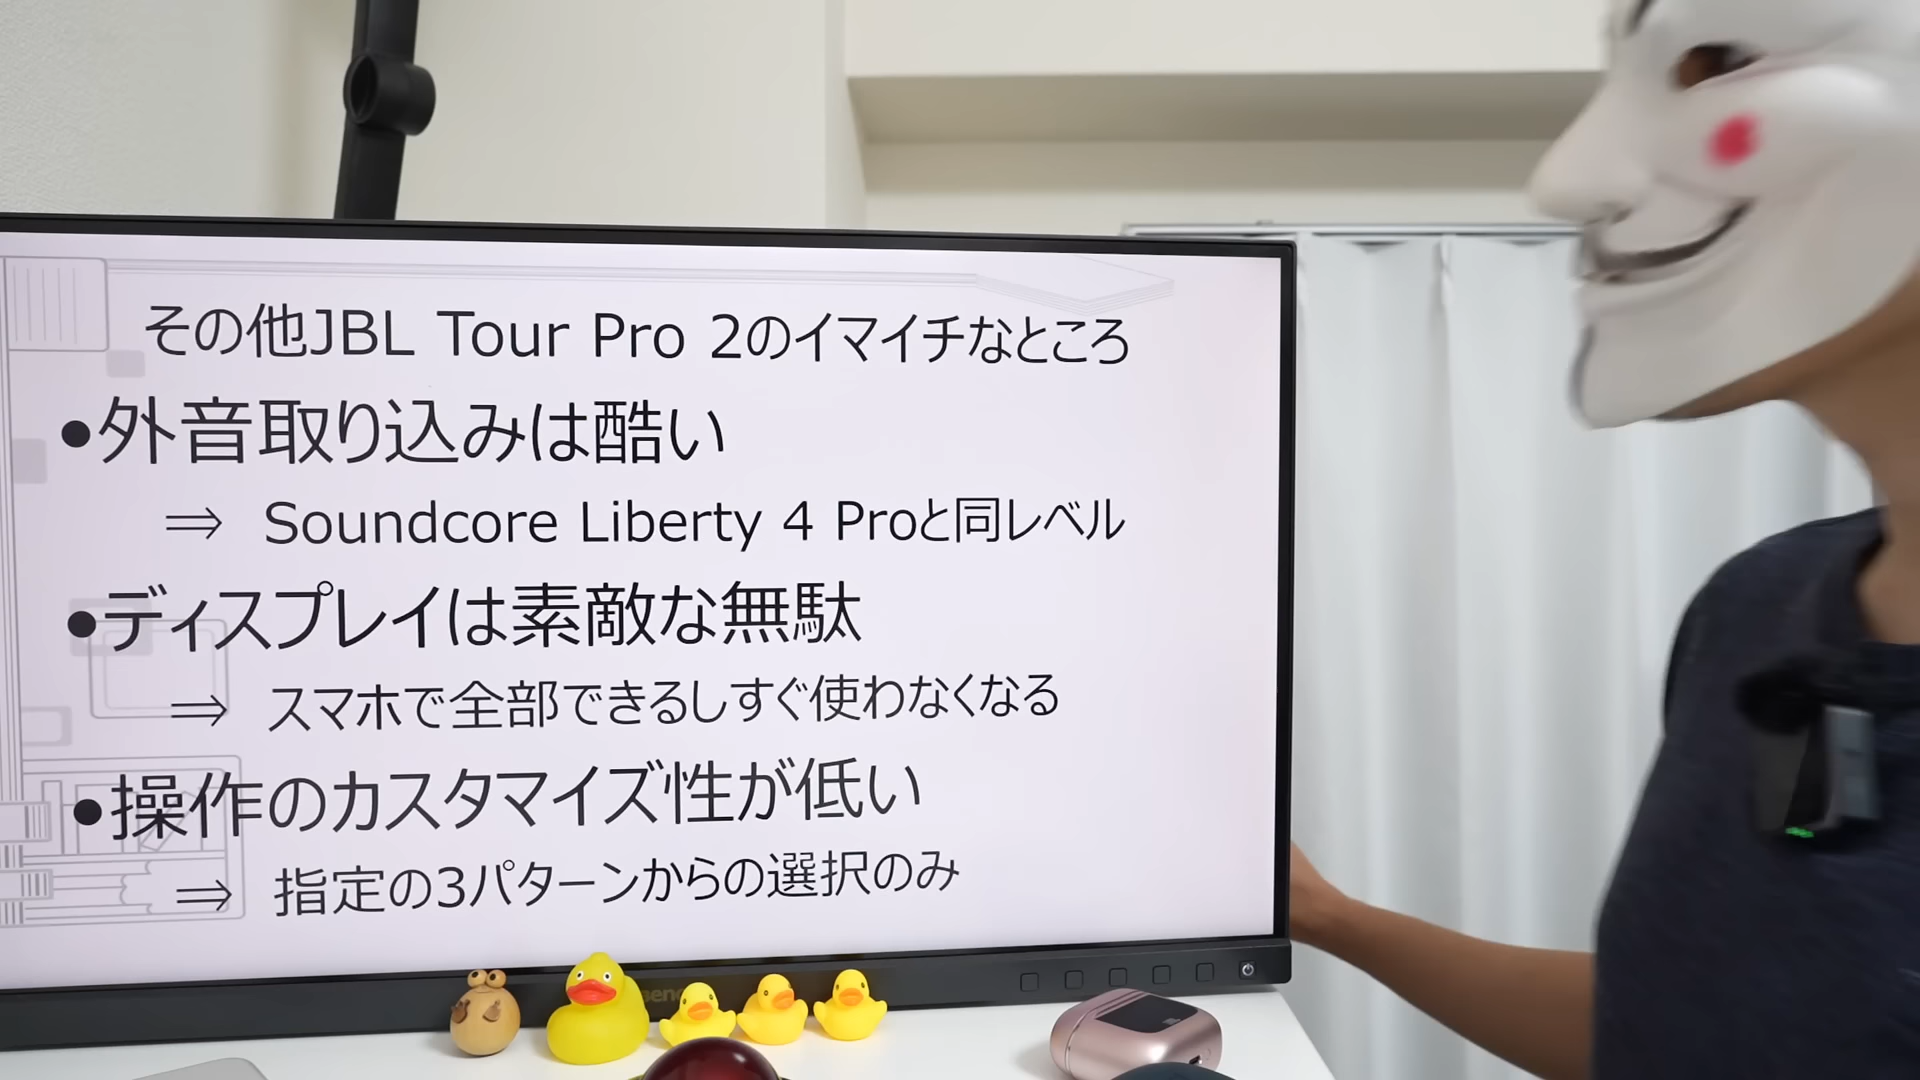 その他JBL Tour Pro 2のイマイチなところ
•外音取り込みは酷い
⇒ Soundcore Liberty 4 Proと同レベル
•ディスプレイは素敵な無駄
⇒ スマホで全部できるしすぐ使わなくなる
•操作のカスタマイズ性が低い
⇒ 指定の3パターンからの選択のみ